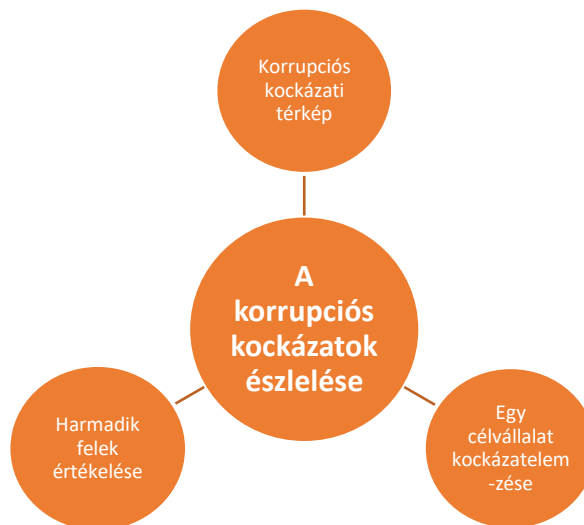 Korrupciós
kockázati
térkép
A
korrupciós
kockázatok
észlelése
Harmadik
felek
értékelése
Egy
célvállalat
kockázatelem
-zése